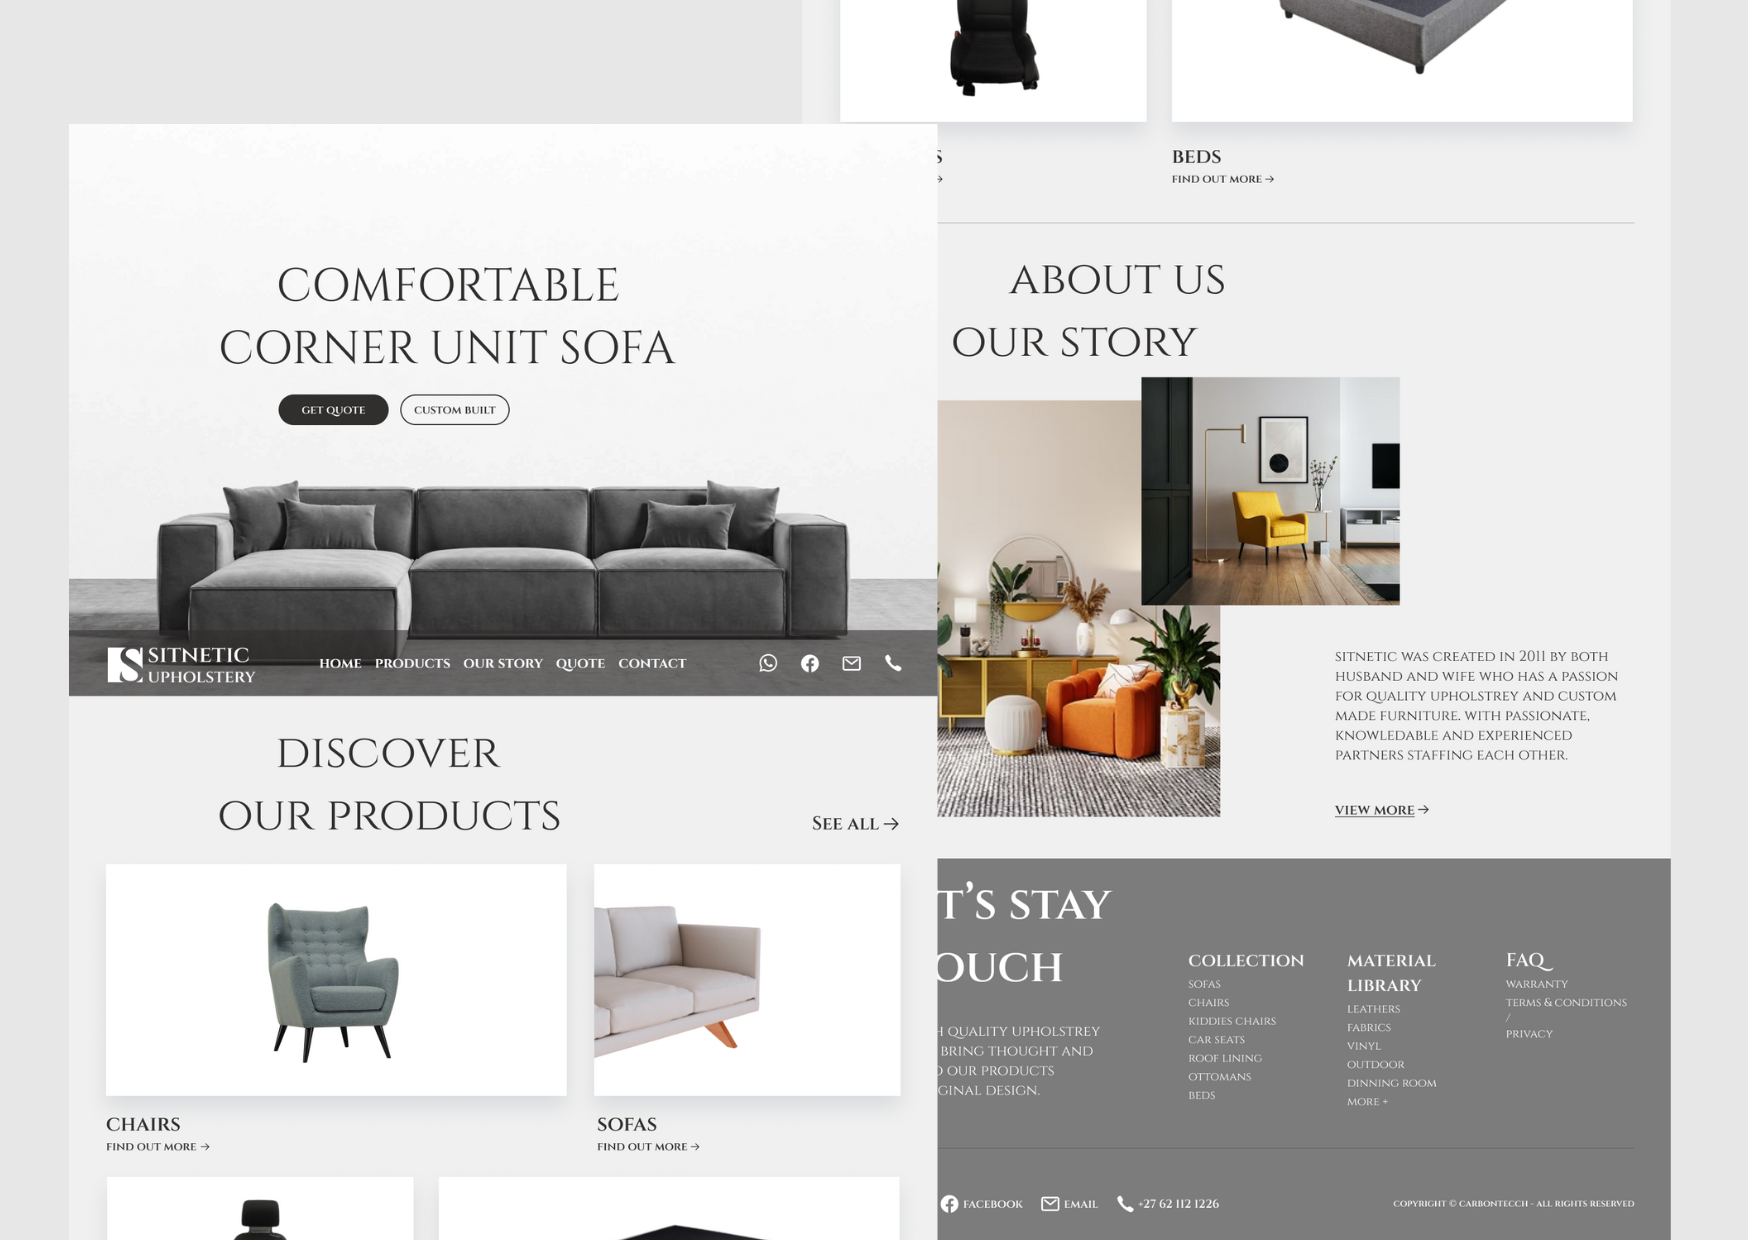 COMFORTABLE
CORNER UNIT SOFA
GET QUOTE
CUSTOM BUILT
S SITNETIC
UPHOLSTERY
HOME PRODUCTS OUR STORY QUOTE CONTACT
DISCOVER
OUR PRODUCTS
SEE ALL →
CHAIRS
FIND OUT MORE →
SOFAS
FIND OUT MORE →
S
BEDS
FIND OUT MORE →
ABOUT US
OUR STORY
SITNETIC WAS CREATED IN 2011 BY BOTH
HUSBAND AND WIFE WHO HAS A PASSION
FOR QUALITY UPHOLSTREY AND CUSTOM
MADE FURNITURE. WITH PASSIONATE,
KNOWLEDABLE AND EXPERIENCED
PARTNERS STAFFING EACH OTHER.
VIEW MORE →
T'S STAY
OUCH
H QUALITY UPHOLSTREY
BRING THOUGHT AND
O OUR PRODUCTS
GINAL DESIGN.
COLLECTION
SOFAS
CHAIRS
KIDDIES CHAIRS
CAR SEATS
ROOF LINING
OTTOMANS
BEDS
MATERIAL
LIBRARY
LEATHERS
FABRICS
VINYL
OUTDOOR
DINNING ROOM
MORE +
FAQ
WARRANTY
TERMS & CONDITIONS
/
PRIVACY
FACEBOOK
EMAIL
+27 62 112 1226
COPYRIGHT © CARBONTECCH - ALL RIGHTS RESERVED